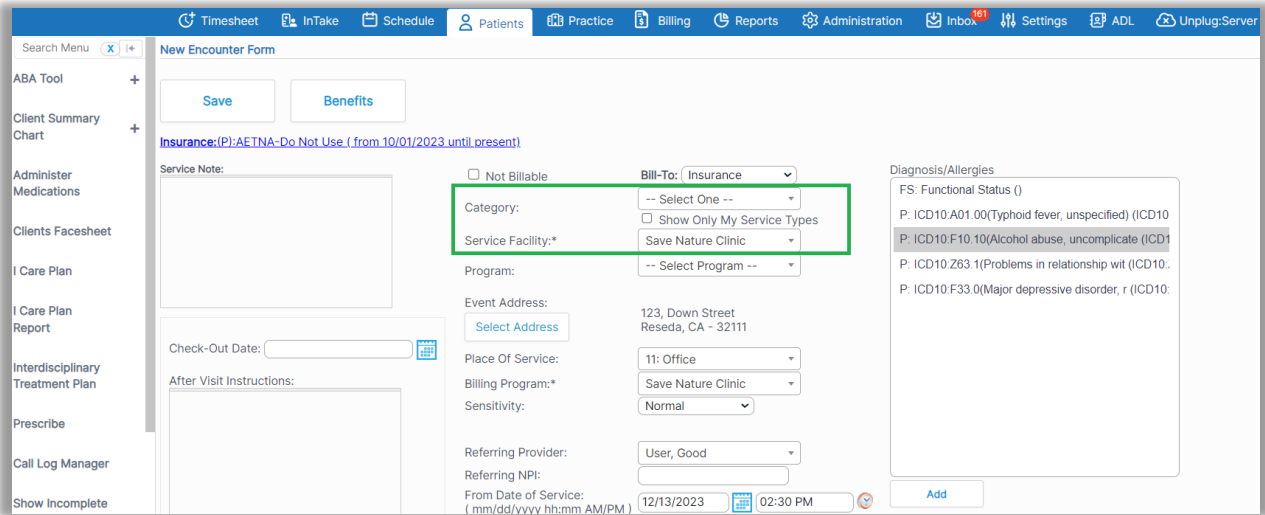 Timesheet InTake Schedule Patients Practice Billing Reports Administration Inbox 161 Settings ADL Unplug:Server
Search Menu X
New Encounter Form
ABA Tool +
Client Summary
Chart +
Administer
Medications
Clients Facesheet
I Care Plan
I Care Plan
Report
Interdisciplinary
Treatment Plan
Prescribe
Call Log Manager
Show Incomplete
Save Benefits
Insurance:(P):AETNA-Do Not Use ( from 10/01/2023 until present)
Service Note:
Check-Out Date:
After Visit Instructions:
Not Billable Bill-To: Insurance
Category: -- Select One --
Show Only My Service Types
Service Facility:* Save Nature Clinic
Program: -- Select Program --
Event Address:
Select Address
123, Down Street
Reseda, CA - 32111
Place Of Service: 11: Office
Billing Program:* Save Nature Clinic
Sensitivity: Normal
Referring Provider: User, Good
Referring NPI:
From Date of Service:
( mm/dd/yyyy hh:mm AM/PM ) 12/13/2023 02:30 PM
Diagnosis/Allergies
FS: Functional Status ()
P: ICD10:A01.00(Typhoid fever, unspecified) (ICD10
P: ICD10:F10.10(Alcohol abuse, uncomplicate (ICD1
P: ICD10:Z63.1(Problems in relationship wit (ICD10:
P: ICD10:F33.0(Major depressive disorder, r (ICD10:
Add